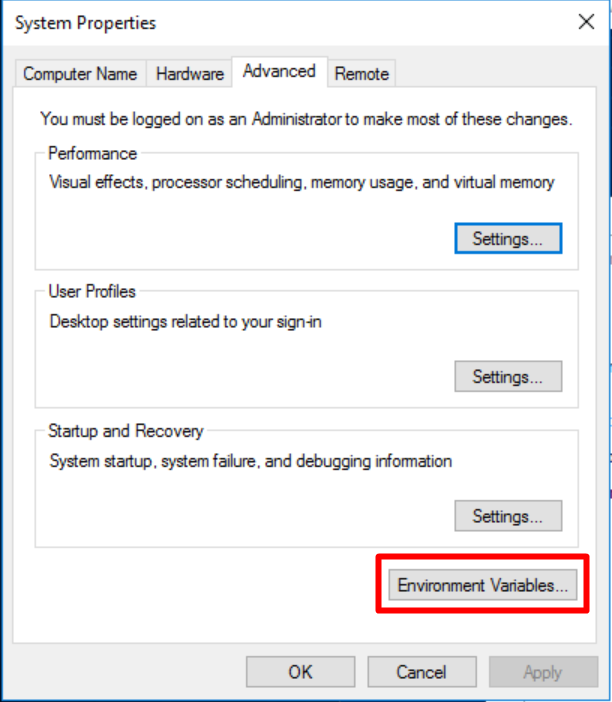 System Properties
Computer Name Hardware Advanced Remote
You must be logged on as an Administrator to make most of these changes.
Performance
Visual effects, processor scheduling, memory usage, and virtual memory
Settings...
User Profiles
Desktop settings related to your sign-in
Settings...
Startup and Recovery
System startup, system failure, and debugging information
Settings...
Environment Variables...
OK Cancel Apply